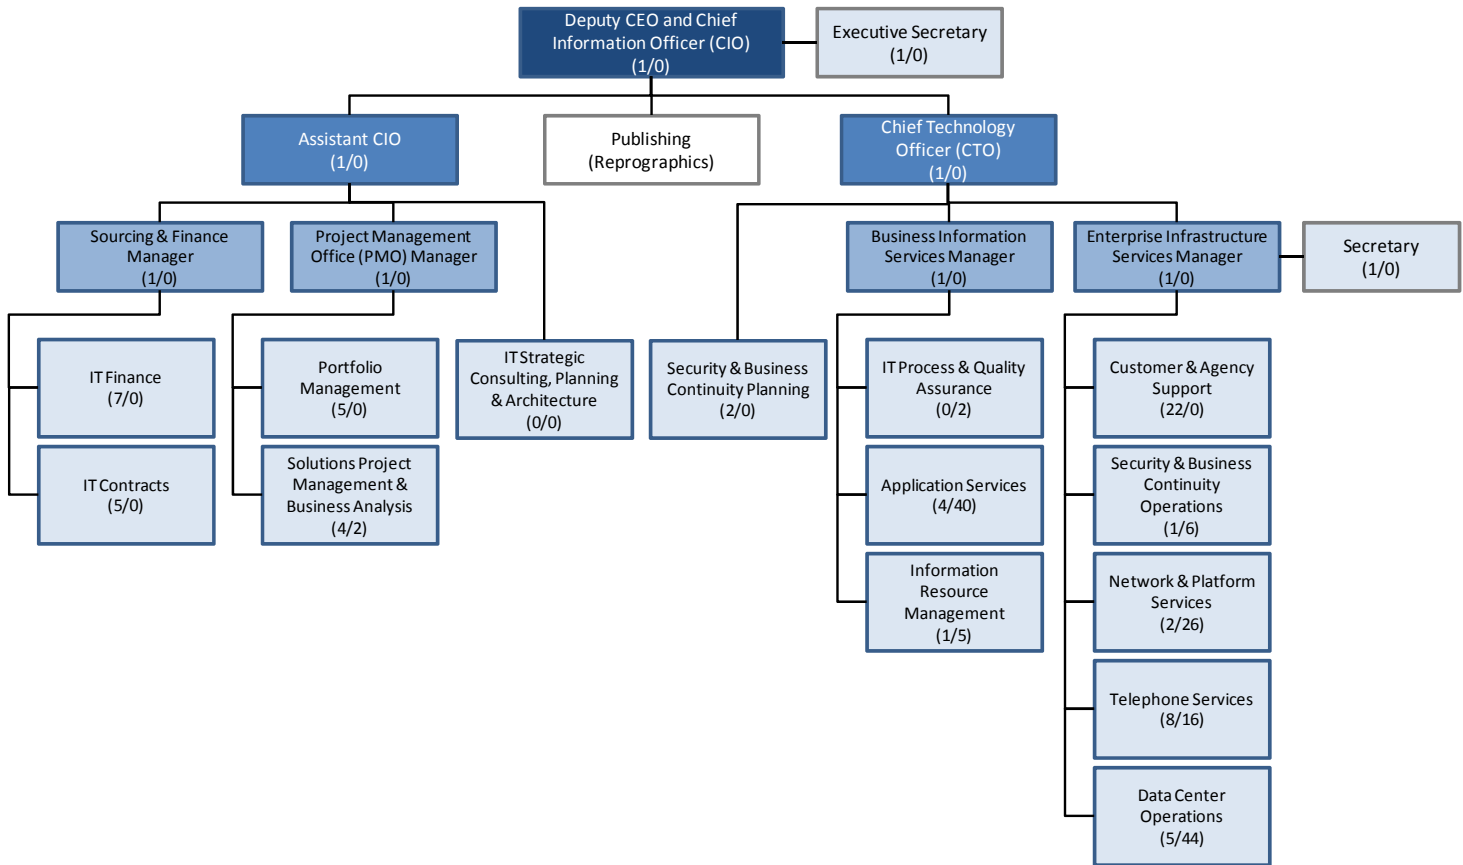 Deputy CEO and Chief
Information Officer (CIO)
(1/0)
Executive Secretary
(1/0)
Assistant CIO
(1/0)
Publishing
(Reprographics)
Chief Technology
Officer (CTO)
(1/0)
Sourcing & Finance
Manager
(1/0)
Project Management
Office (PMO) Manager
(1/0)
Business Information
Services Manager
(1/0)
Enterprise Infrastructure
Services Manager
(1/0)
Secretary
(1/0)
IT Finance
(7/0)
Portfolio
Management
(5/0)
IT Strategic
Consulting, Planning
& Architecture
(0/0)
Security & Business
Continuity Planning
(2/0)
IT Process & Quality
Assurance
(0/2)
Customer & Agency
Support
(22/0)
IT Contracts
(5/0)
Solutions Project
Management &
Business Analysis
(4/2)
Application Services
(4/40)
Security & Business
Continuity
Operations
(1/6)
Information
Resource
Management
(1/5)
Network & Platform
Services
(2/26)
Telephone Services
(8/16)
Data Center
Operations
(5/44)